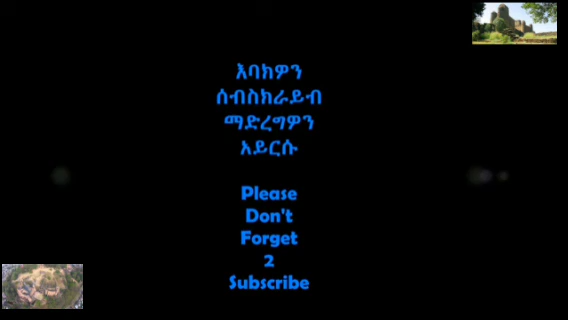 እባክዎን
ሰብስክራይብ
ማድረግዎን
አይርሱ
Please
Don't
Forget
2
Subscribe